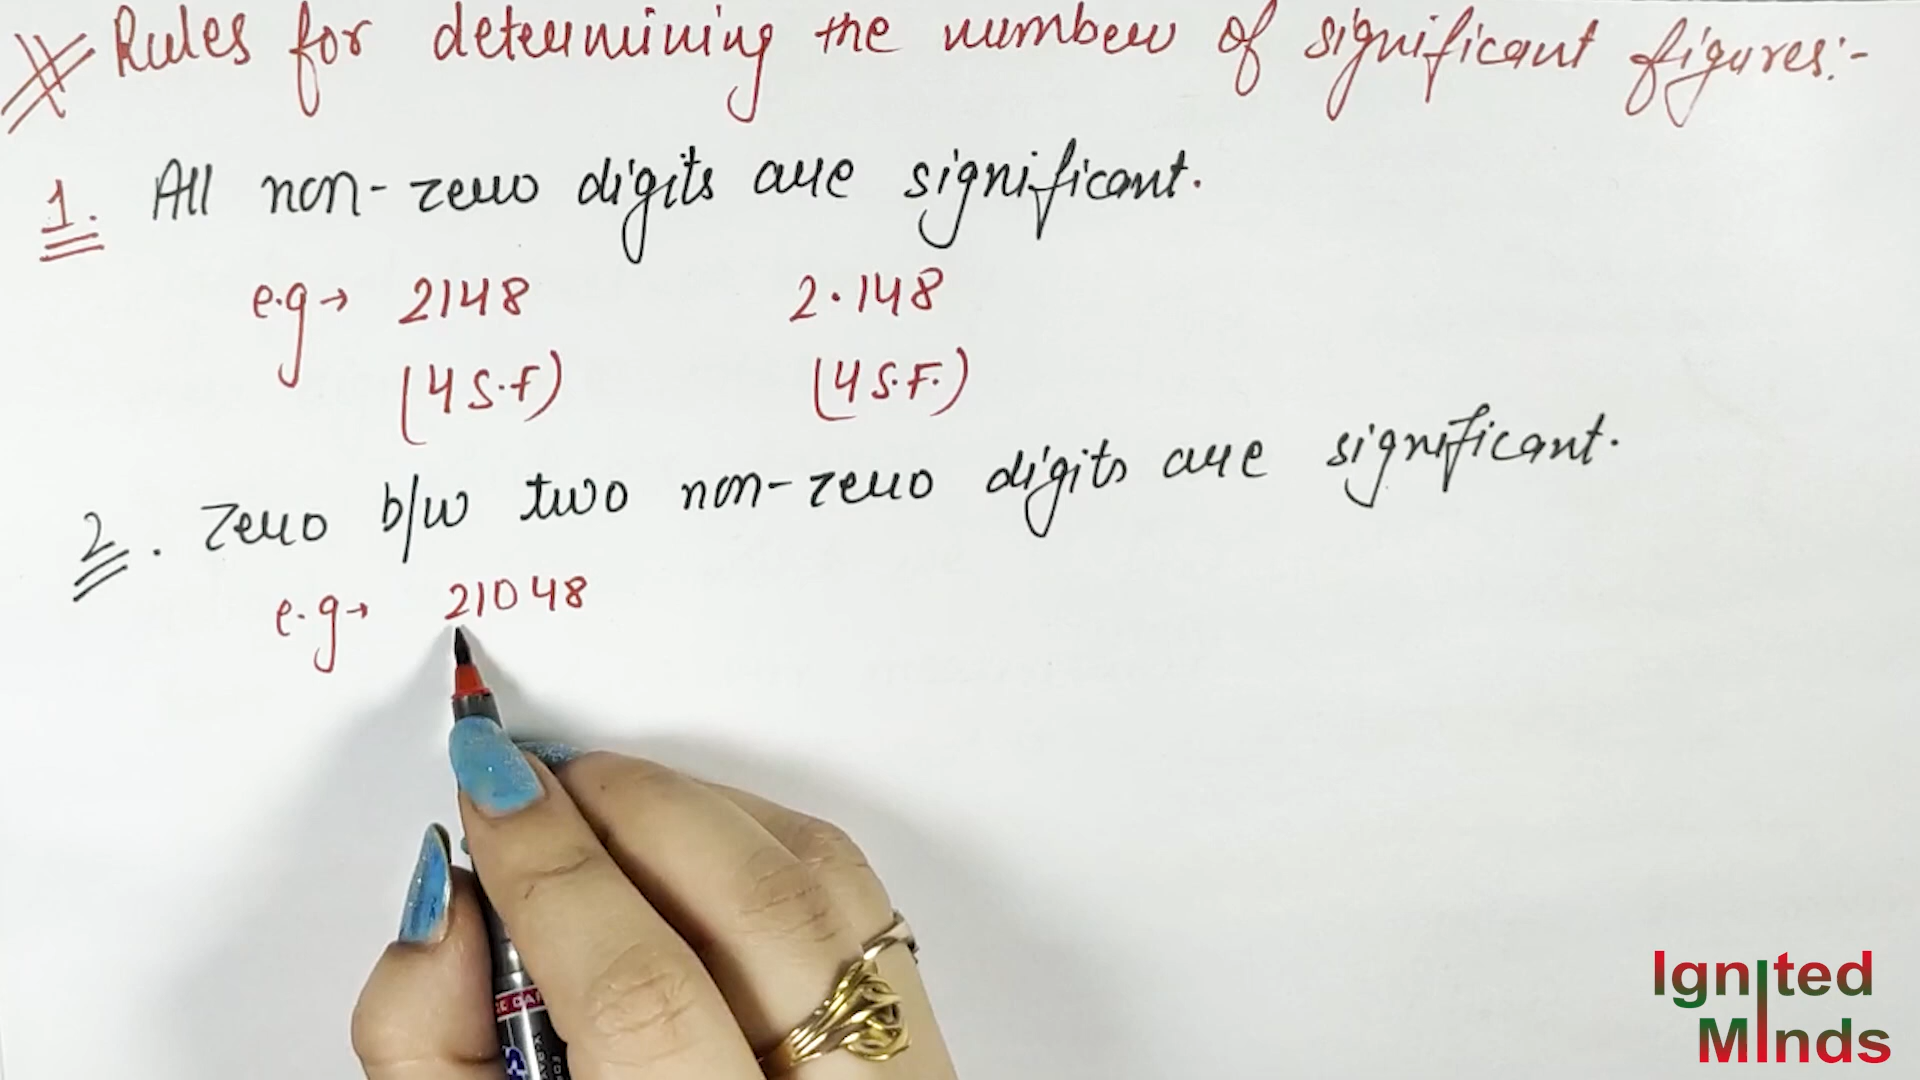 Rules for determining the number of significant figures:-
1. All non-zero digits are significant.
e.g → 2148 2.148
(4 S.F) (4 S.F.)
2. Zero b/w two non-zero digits are significant.
e.g → 21048
Ignited
Minds